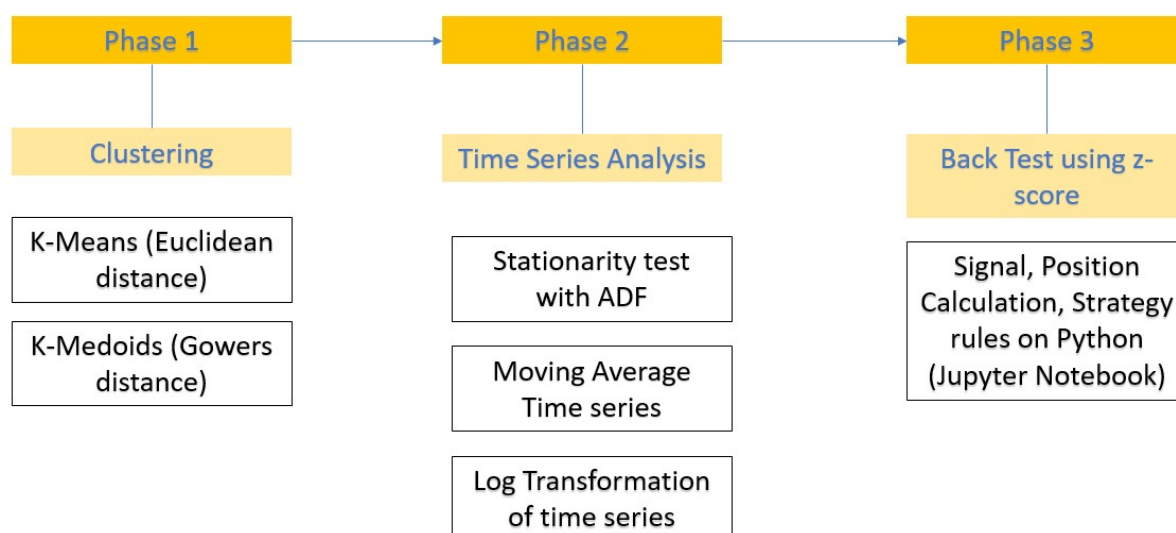 Phase 1
Phase 2
Phase 3
Clustering
Time Series Analysis
Back Test using z-
score
K-Means (Euclidean
distance)
K-Medoids (Gowers
distance)
Stationarity test
with ADF
Moving Average
Time series
Log Transformation
of time series
Signal, Position
Calculation, Strategy
rules on Python
(Jupyter Notebook)